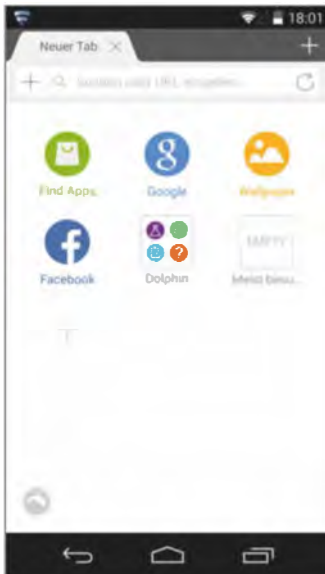 18:01
Neuer Tab
Suchen oder URL eingeben...
Find Apps
Google
Wallpaper
Facebook
Dolphin
EMPTY
Meist besu...